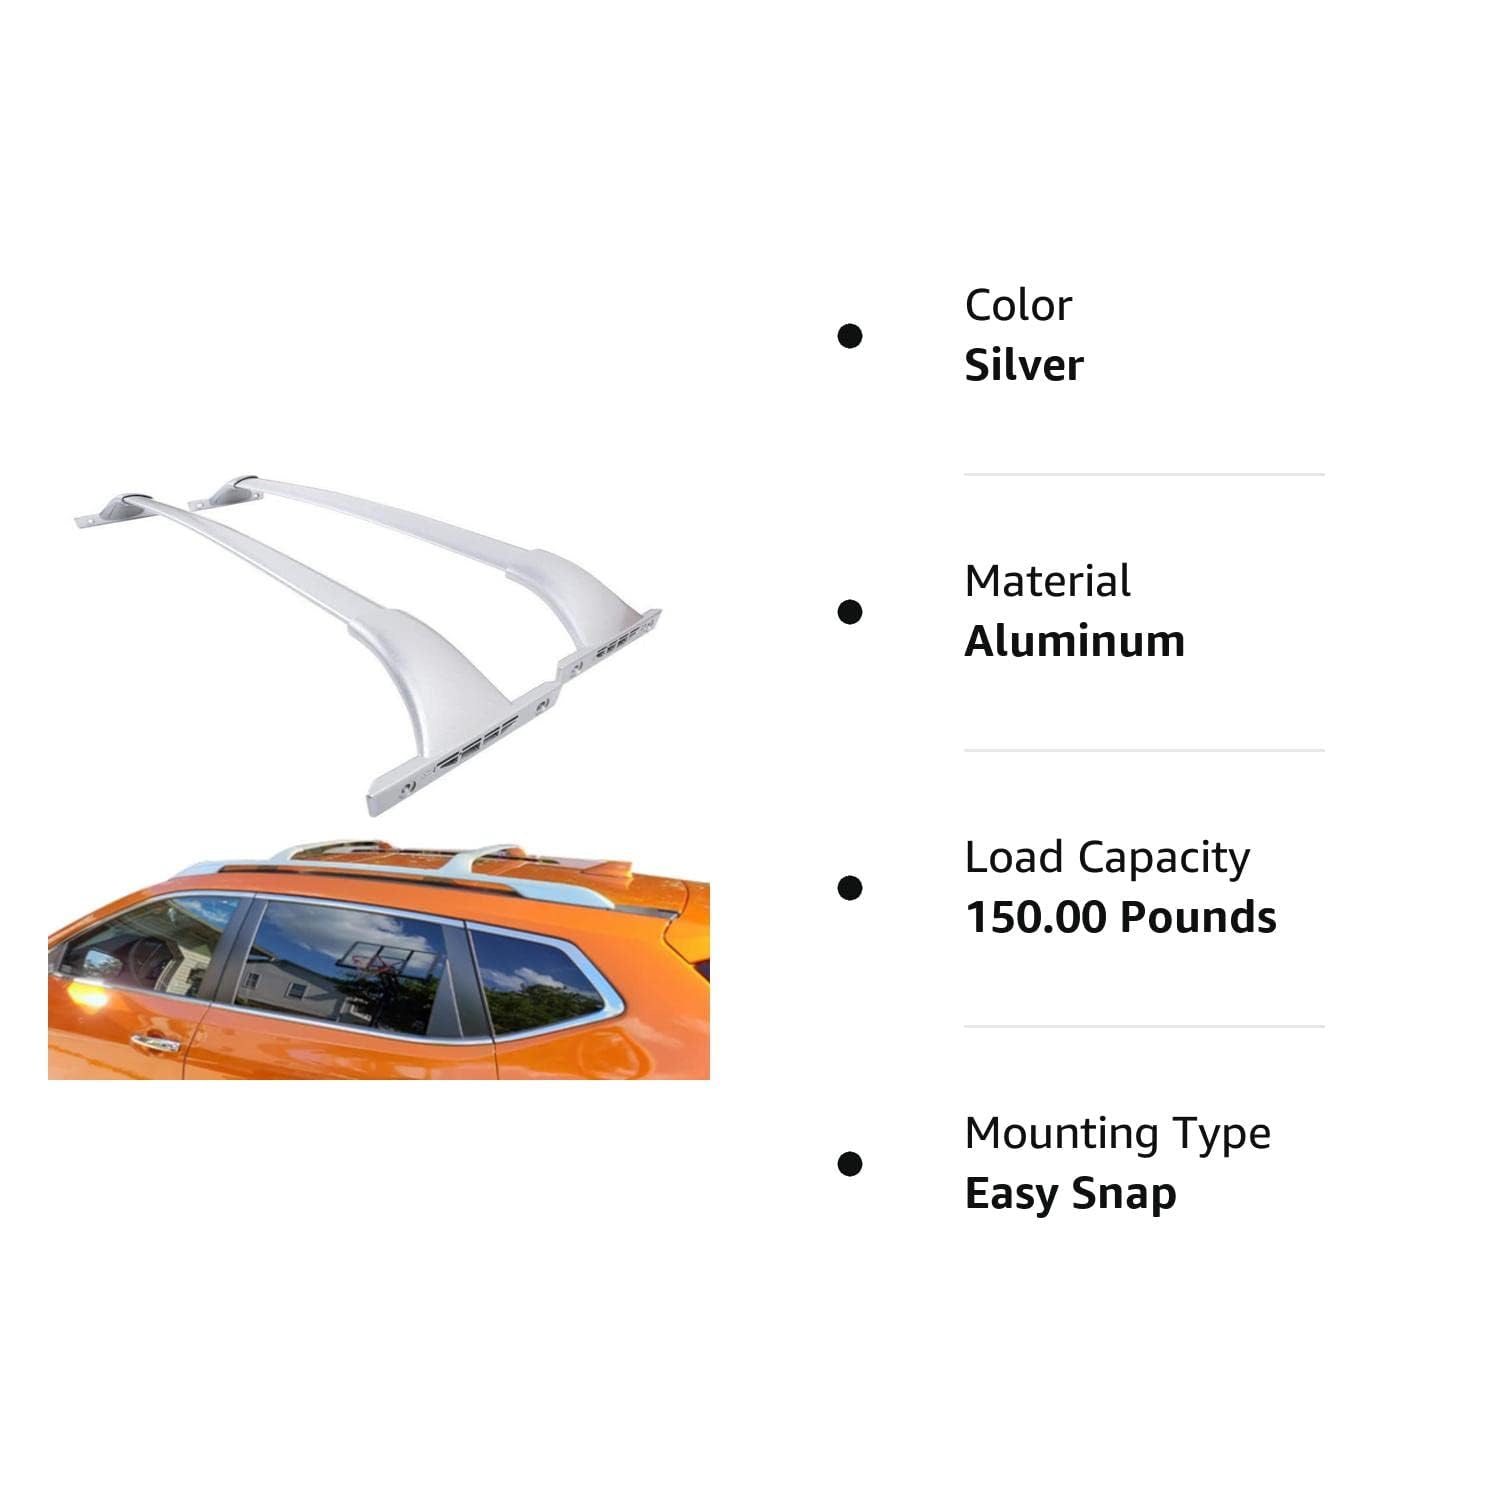 Color
Silver
Material
Aluminum
Load Capacity
150.00 Pounds
Mounting Type
Easy Snap